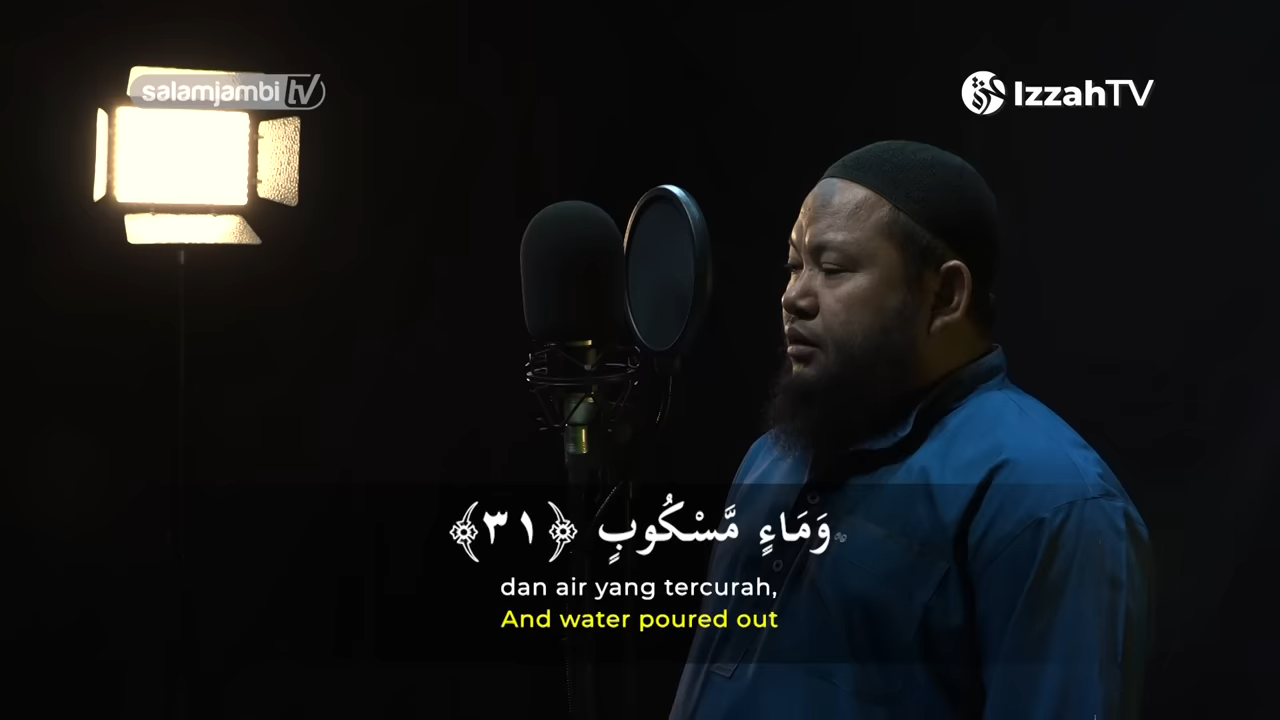 salamjambi tv
IzzahTV
وَمَاءٍ مَّسْكُوبٍ ﴿٣١﴾
dan air yang tercurah,
And water poured out